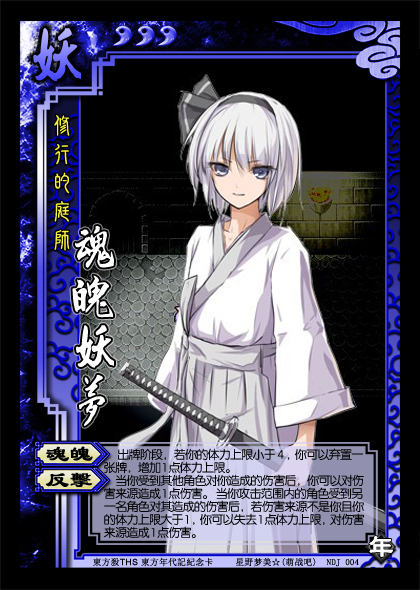 妖
修行的庭師
魂魄妖夢
魂魄
出牌阶段，若你的体力上限小于4，你可以弃置一
张牌，增加1点体力上限。
反擊
当你受到其他角色对你造成的伤害后，你可以对伤
害来源造成1点伤害。当你攻击范围内的角色受到另
一名角色对其造成的伤害后，若伤害来源不是你且你
的体力上限大于1，你可以失去1点体力上限，对伤害
来源造成1点伤害。
年
東方殺THS 東方年代記紀念卡 星野梦美☆(萌战吧) NDJ 004